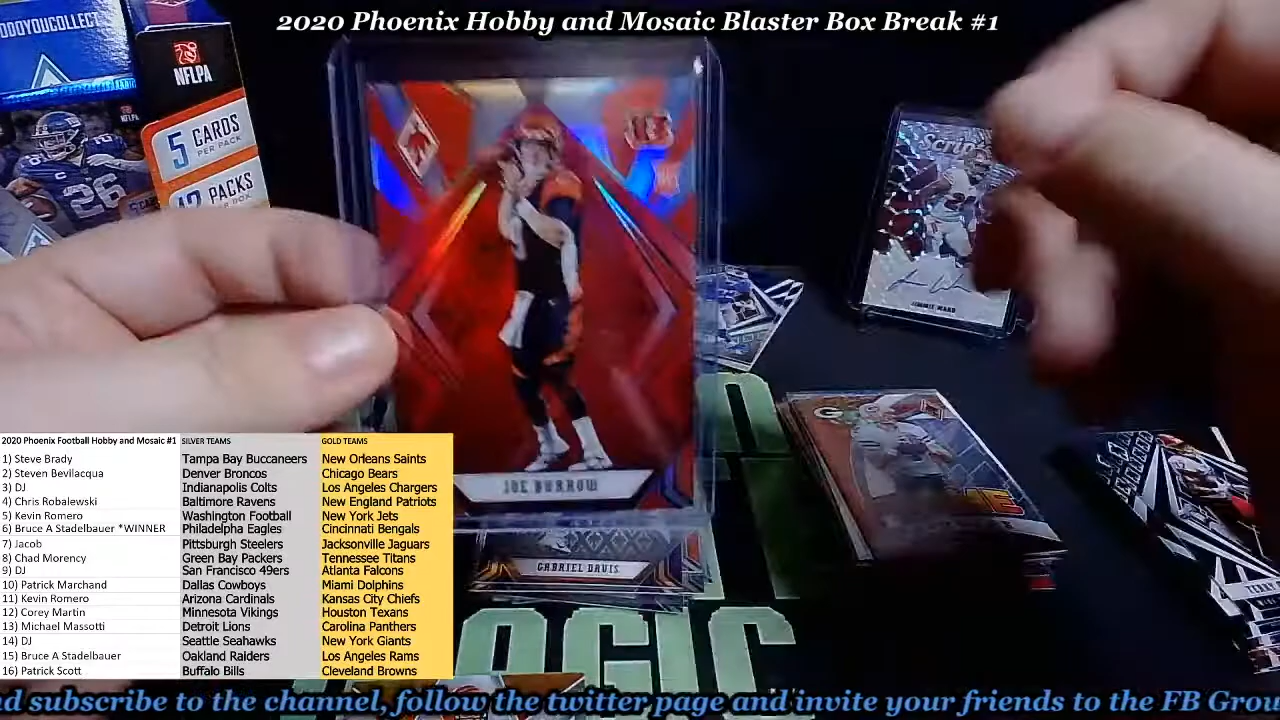 2020 Phoenix Hobby and Mosaic Blaster Box Break #1
DOYOUCOLLECT
NFLPA
5 CARDS
PER PACK
12 PACKS
26
JOE BURROW
GABRIEL DAVIS
2020 Phoenix Football Hobby and Mosaic #1 SILVER TEAMS GOLD TEAMS
1) Steve Brady Tampa Bay Buccaneers New Orleans Saints
2) Steven Bevilacqua Denver Broncos Chicago Bears
3) DJ Indianapolis Colts Los Angeles Chargers
4) Chris Robalewski Baltimore Ravens New England Patriots
5) Kevin Romero Washington Football New York Jets
6) Bruce A Stadelbauer *WINNER Philadelpha Eagles Cincinnati Bengals
7) Jacob Pittsburgh Steelers Jacksonville Jaguars
8) Chad Morency Green Bay Packers Tennessee Titans
9) DJ San Francisco 49ers Atlanta Falcons
10) Patrick Marchand Dallas Cowboys Miami Dolphins
11) Kevin Romero Arizona Cardinals Kansas City Chiefs
12) Corey Martin Minnesota Vikings Houston Texans
13) Michael Massotti Detroit Lions Carolina Panthers
14) DJ Seattle Seahawks New York Giants
15) Bruce A Stadelbauer Oakland Raiders Los Angeles Rams
16) Patrick Scott Buffalo Bills Cleveland Browns
d subscribe to the channel, follow the twitter page and invite your friends to the FB Grou